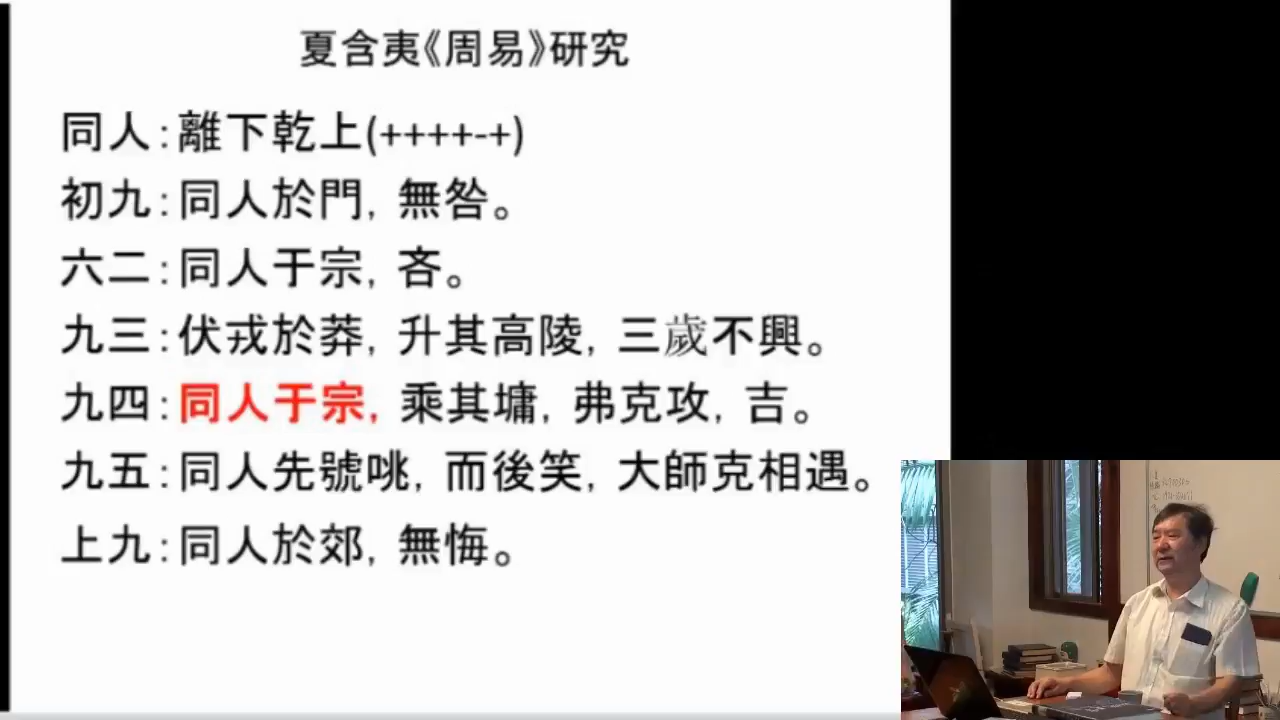 夏含夷《周易》研究
同人:離下乾上(++++-+)
初九:同人於門, 無咎。
六二:同人于宗, 吝。
九三:伏戎於莽, 升其高陵, 三歲不興。
九四:同人于宗, 乘其墉, 弗克攻, 吉。
九五:同人先號咷, 而後笑, 大師克相遇。
上九:同人於郊, 無悔。